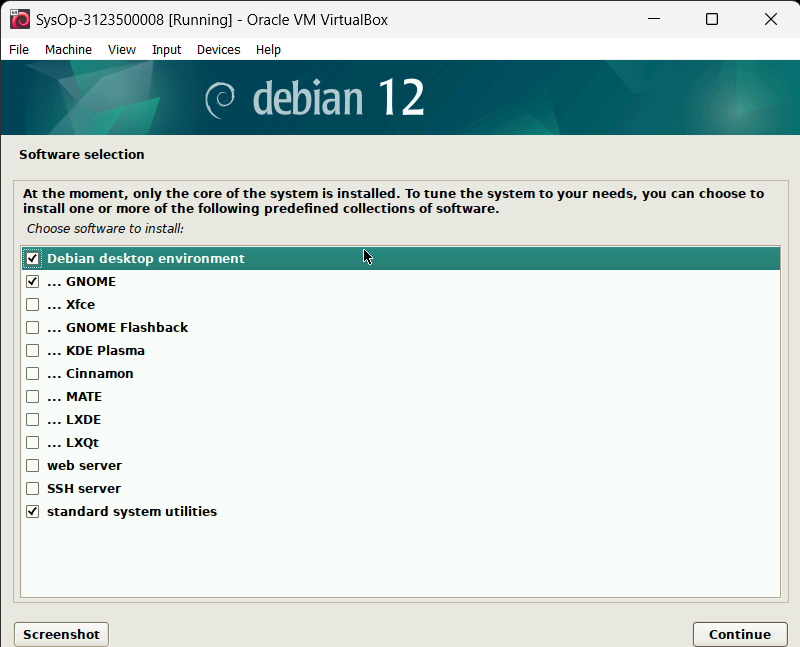 SysOp-3123500008 [Running] - Oracle VM VirtualBox
File Machine View Input Devices Help
debian 12
Software selection
At the moment, only the core of the system is installed. To tune the system to your needs, you can choose to
install one or more of the following predefined collections of software.
Choose software to install:
Debian desktop environment
... GNOME
... Xfce
... GNOME Flashback
... KDE Plasma
... Cinnamon
... MATE
... LXDE
... LXQt
web server
SSH server
standard system utilities
Screenshot Continue